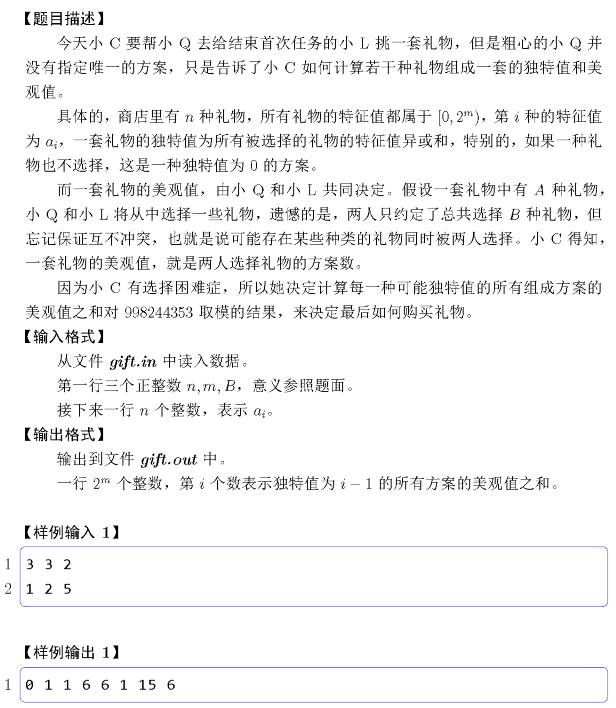 【题目描述】
今天小 C 要帮小 Q 去给结束首次任务的小 L 挑一套礼物，但是粗心的小 Q 并
没有指定唯一的方案，只是告诉了小 C 如何计算若干种礼物组成一套的独特值和美
观值。
具体的，商店里有 n 种礼物，所有礼物的特征值都属于 [0, 2^m)，第 i 种的特征值
为 a_i，一套礼物的独特值为所有被选择的礼物的特征值异或和，特别的，如果一种礼
物也不选择，这是一种独特值为 0 的方案。
而一套礼物的美观值，由小 Q 和小 L 共同决定。假设一套礼物中有 A 种礼物，
小 Q 和小 L 将从中选择一些礼物，遗憾的是，两人只约定了总共选择 B 种礼物，但
忘记保证互不冲突，也就是说可能存在某些种类的礼物同时被两人选择。小 C 得知，
一套礼物的美观值，就是两人选择礼物的方案数。
因为小 C 有选择困难症，所以她决定计算每一种可能独特值的所有组成方案的
美观值之和对 998244353 取模的结果，来决定最后如何购买礼物。
【输入格式】
从文件 gift.in 中读入数据。
第一行三个正整数 n, m, B，意义参照题面。
接下来一行 n 个整数，表示 a_i。
【输出格式】
输出到文件 gift.out 中。
一行 2^m 个整数，第 i 个数表示独特值为 i − 1 的所有方案的美观值之和。
【样例输入 1】
1 3 3 2
2 1 2 5
【样例输出 1】
1 0 1 1 6 6 1 15 6